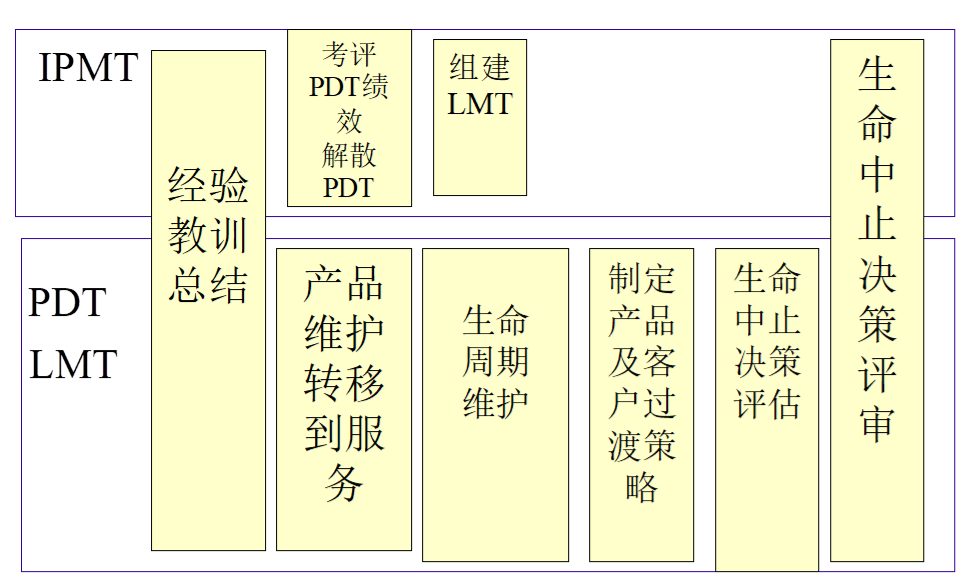 IPMT
经验
教训
总结
考评
PDT绩
效
解散
PDT
组建
LMT
生
命
中
止
决
策
评
审
PDT
LMT
产品
维护
转移
到服
务
生命
周期
维护
制定
产品
及客
户过
渡策
略
生命
中止
决策
评估